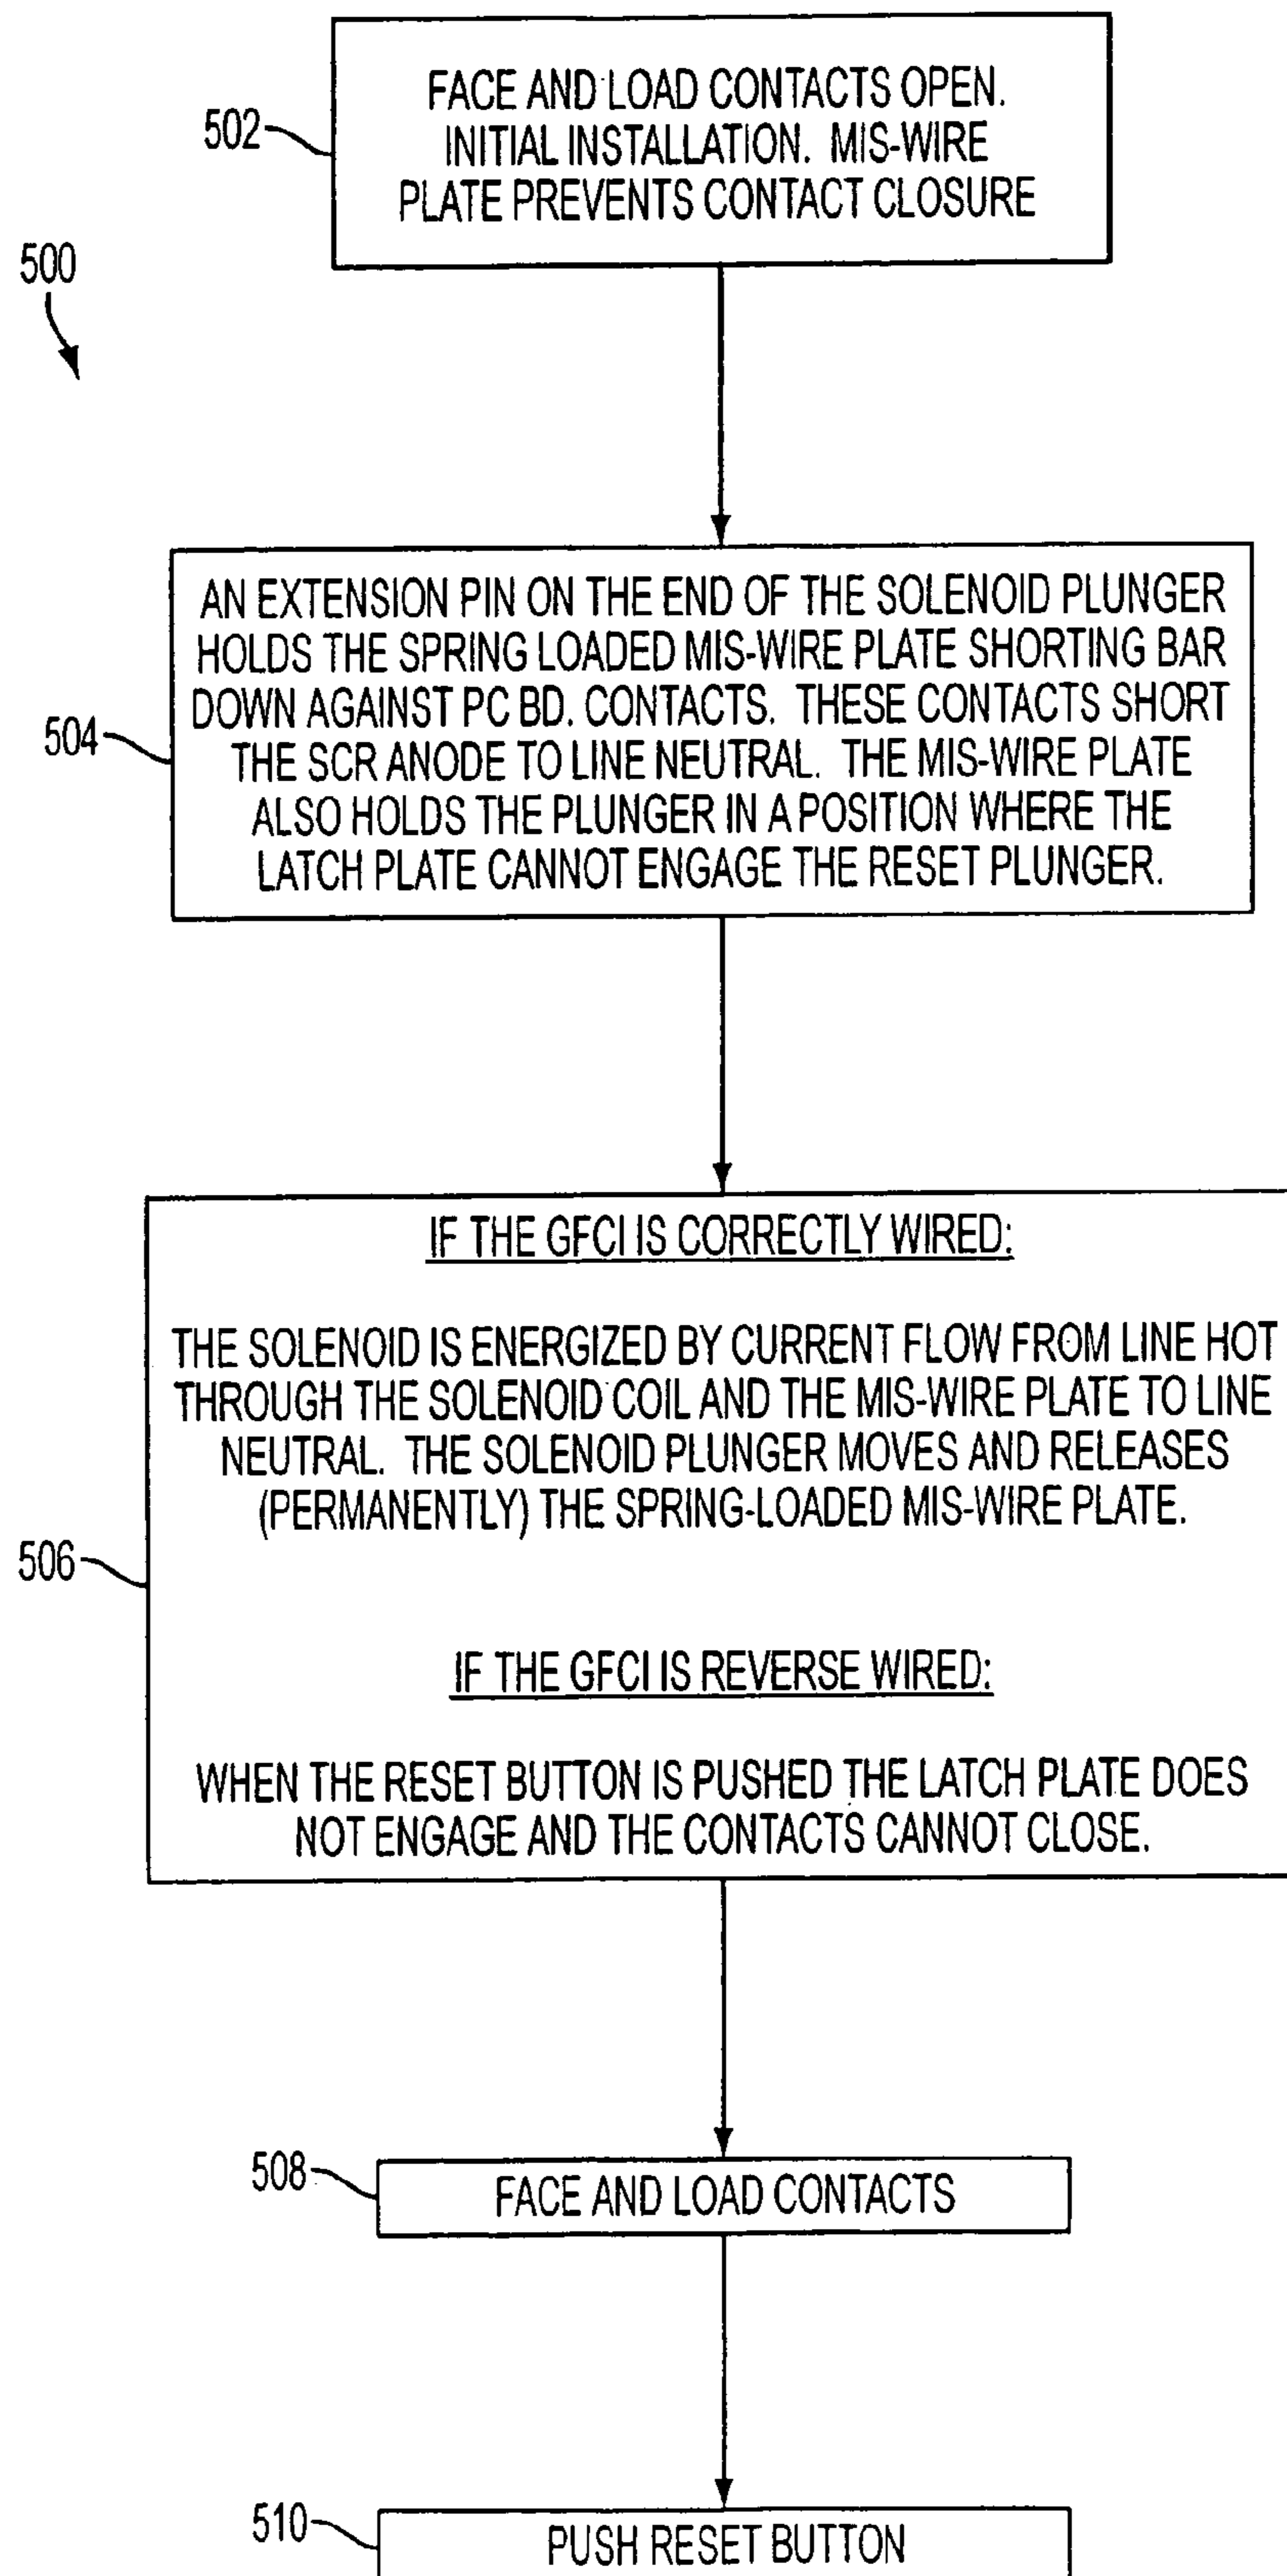 502
FACE AND LOAD CONTACTS OPEN.
INITIAL INSTALLATION. MIS-WIRE
PLATE PREVENTS CONTACT CLOSURE
500
504
AN EXTENSION PIN ON THE END OF THE SOLENOID PLUNGER
HOLDS THE SPRING LOADED MIS-WIRE PLATE SHORTING BAR
DOWN AGAINST PC BD. CONTACTS. THESE CONTACTS SHORT
THE SCR ANODE TO LINE NEUTRAL. THE MIS-WIRE PLATE
ALSO HOLDS THE PLUNGER IN A POSITION WHERE THE
LATCH PLATE CANNOT ENGAGE THE RESET PLUNGER.
506
IF THE GFCI IS CORRECTLY WIRED:
THE SOLENOID IS ENERGIZED BY CURRENT FLOW FROM LINE HOT
THROUGH THE SOLENOID COIL AND THE MIS-WIRE PLATE TO LINE
NEUTRAL. THE SOLENOID PLUNGER MOVES AND RELEASES
(PERMANENTLY) THE SPRING-LOADED MIS-WIRE PLATE.
IF THE GFCI IS REVERSE WIRED:
WHEN THE RESET BUTTON IS PUSHED THE LATCH PLATE DOES
NOT ENGAGE AND THE CONTACTS CANNOT CLOSE.
508
FACE AND LOAD CONTACTS
510
PUSH RESET BUTTON